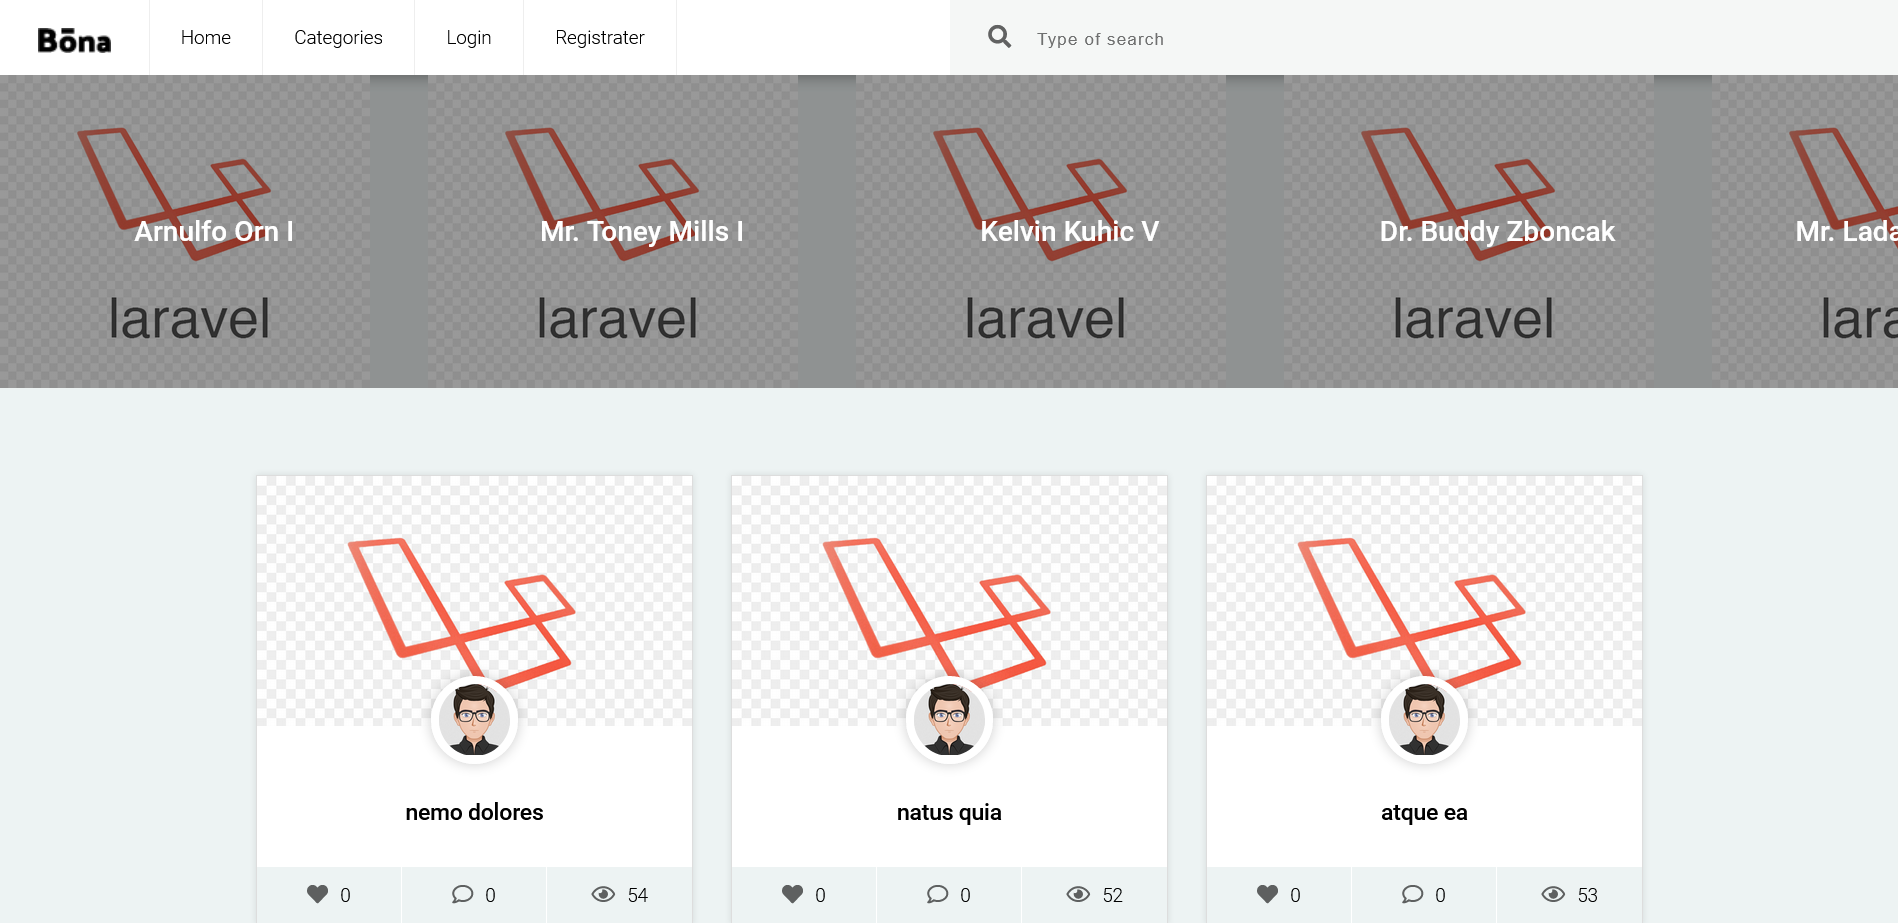 Bōna
Home
Categories
Login
Registrater
Type of search
Arnulfo Orn I
Mr. Toney Mills I
Kelvin Kuhic V
Dr. Buddy Zboncak
Mr. Lada
laravel
laravel
laravel
laravel
lara
nemo dolores
natus quia
atque ea
0
0
54
0
0
52
0
0
53